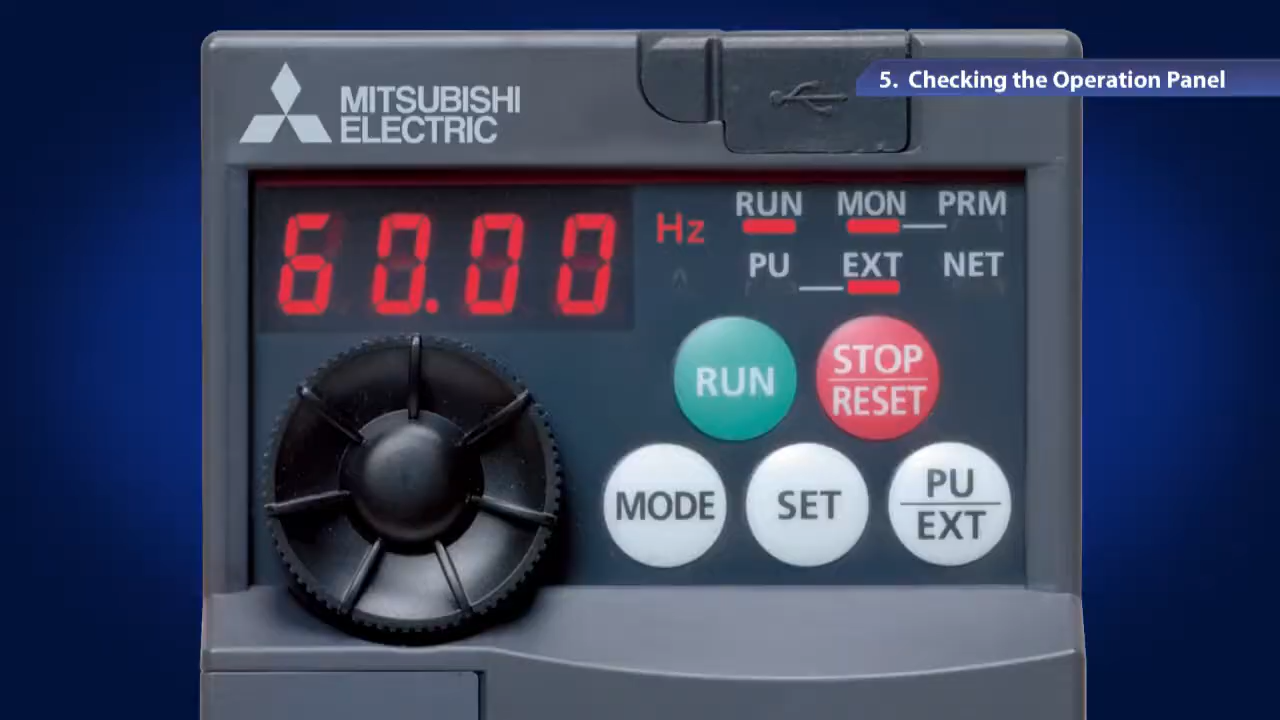 5. Checking the Operation Panel
MITSUBISHI
ELECTRIC
60.00
Hz
RUN MON PRM
PU EXT NET
RUN
STOP
RESET
MODE
SET
PU
EXT